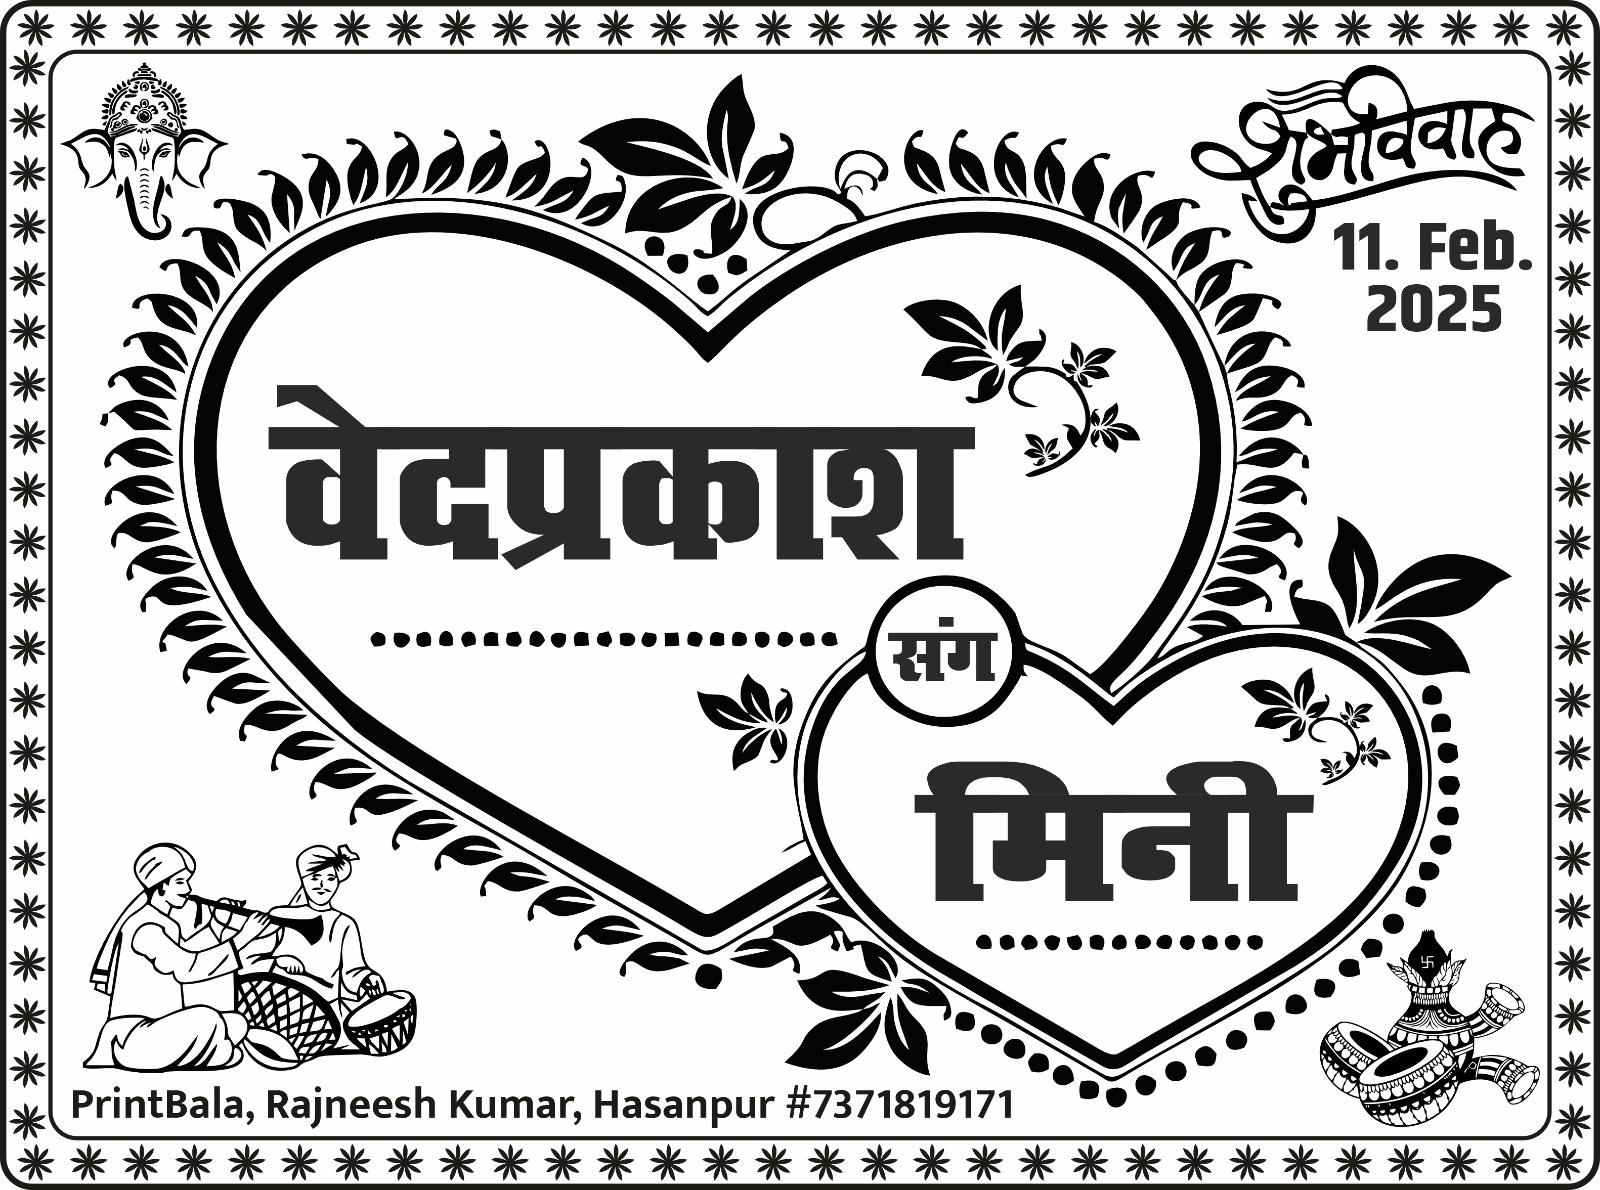 शुभविवाह
11. Feb.
2025
वेदप्रकाश
संग
मिनी
PrintBala, Rajneesh Kumar, Hasanpur #7371819171